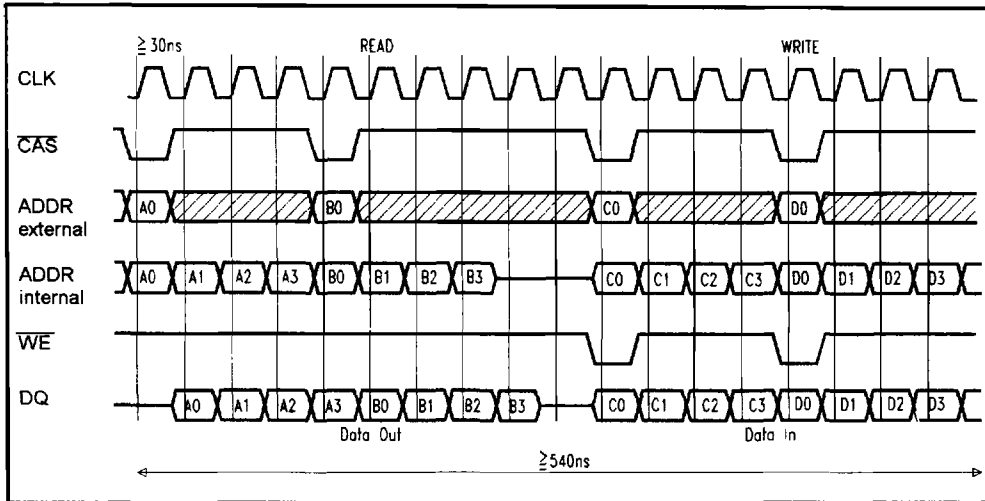 ≧30ns READ WRITE
CLK
CAS
ADDR external A0 B0 C0 D0
ADDR internal A0 A1 A2 A3 B0 B1 B2 B3 C0 C1 C2 C3 D0 D1 D2 D3
WE
DQ A0 A1 A2 A3 B0 B1 B2 B3 C0 C1 C2 C3 D0 D1 D2 D3
Data Out Data In
≧540ns